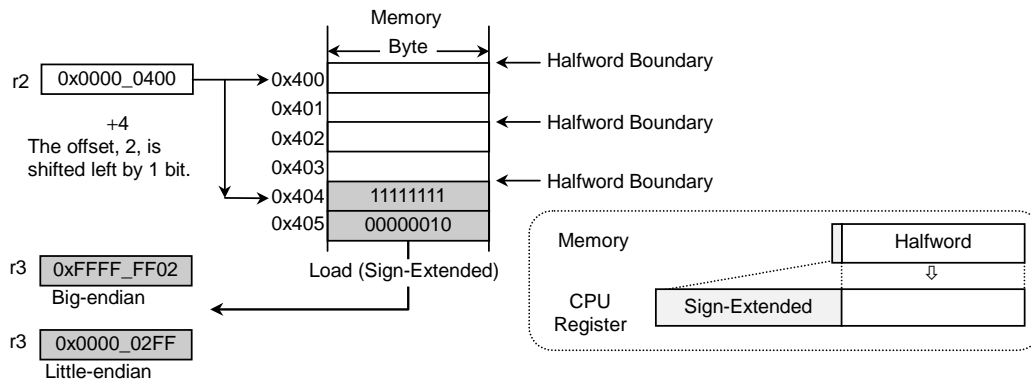 Memory
Byte
r2 0x0000_0400
+4
The offset, 2, is
shifted left by 1 bit.
0x400
0x401
0x402
0x403
0x404 11111111
0x405 00000010
Halfword Boundary
Halfword Boundary
Halfword Boundary
Load (Sign-Extended)
r3 0xFFFF_FF02
Big-endian
r3 0x0000_02FF
Little-endian
Memory Halfword
⇩
CPU
Register
Sign-Extended